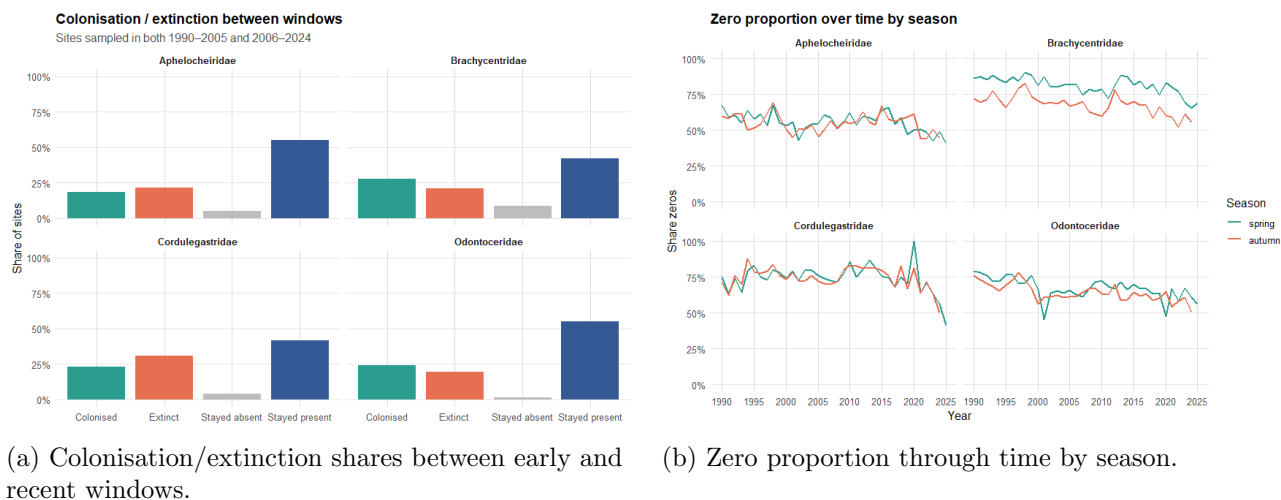 Colonisation / extinction between windows
Sites sampled in both 1990–2005 and 2006–2024
Aphelocheiridae
Brachycentridae
100%
75%
50%
25%
0%
Cordulegastridae
Odontoceridae
100%
75%
50%
25%
0%
Share of sites
Colonised
Extinct
Stayed absent
Stayed present
Colonised
Extinct
Stayed absent
Stayed present
(a) Colonisation/extinction shares between early and
recent windows.
Zero proportion over time by season
Aphelocheiridae
Brachycentridae
100%
75%
50%
25%
0%
Cordulegastridae
Odontoceridae
100%
75%
50%
25%
0%
Share zeros
1990 1995 2000 2005 2010 2015 2020 2025
1990 1995 2000 2005 2010 2015 2020 2025
Year
Season
spring
autumn
(b) Zero proportion through time by season.